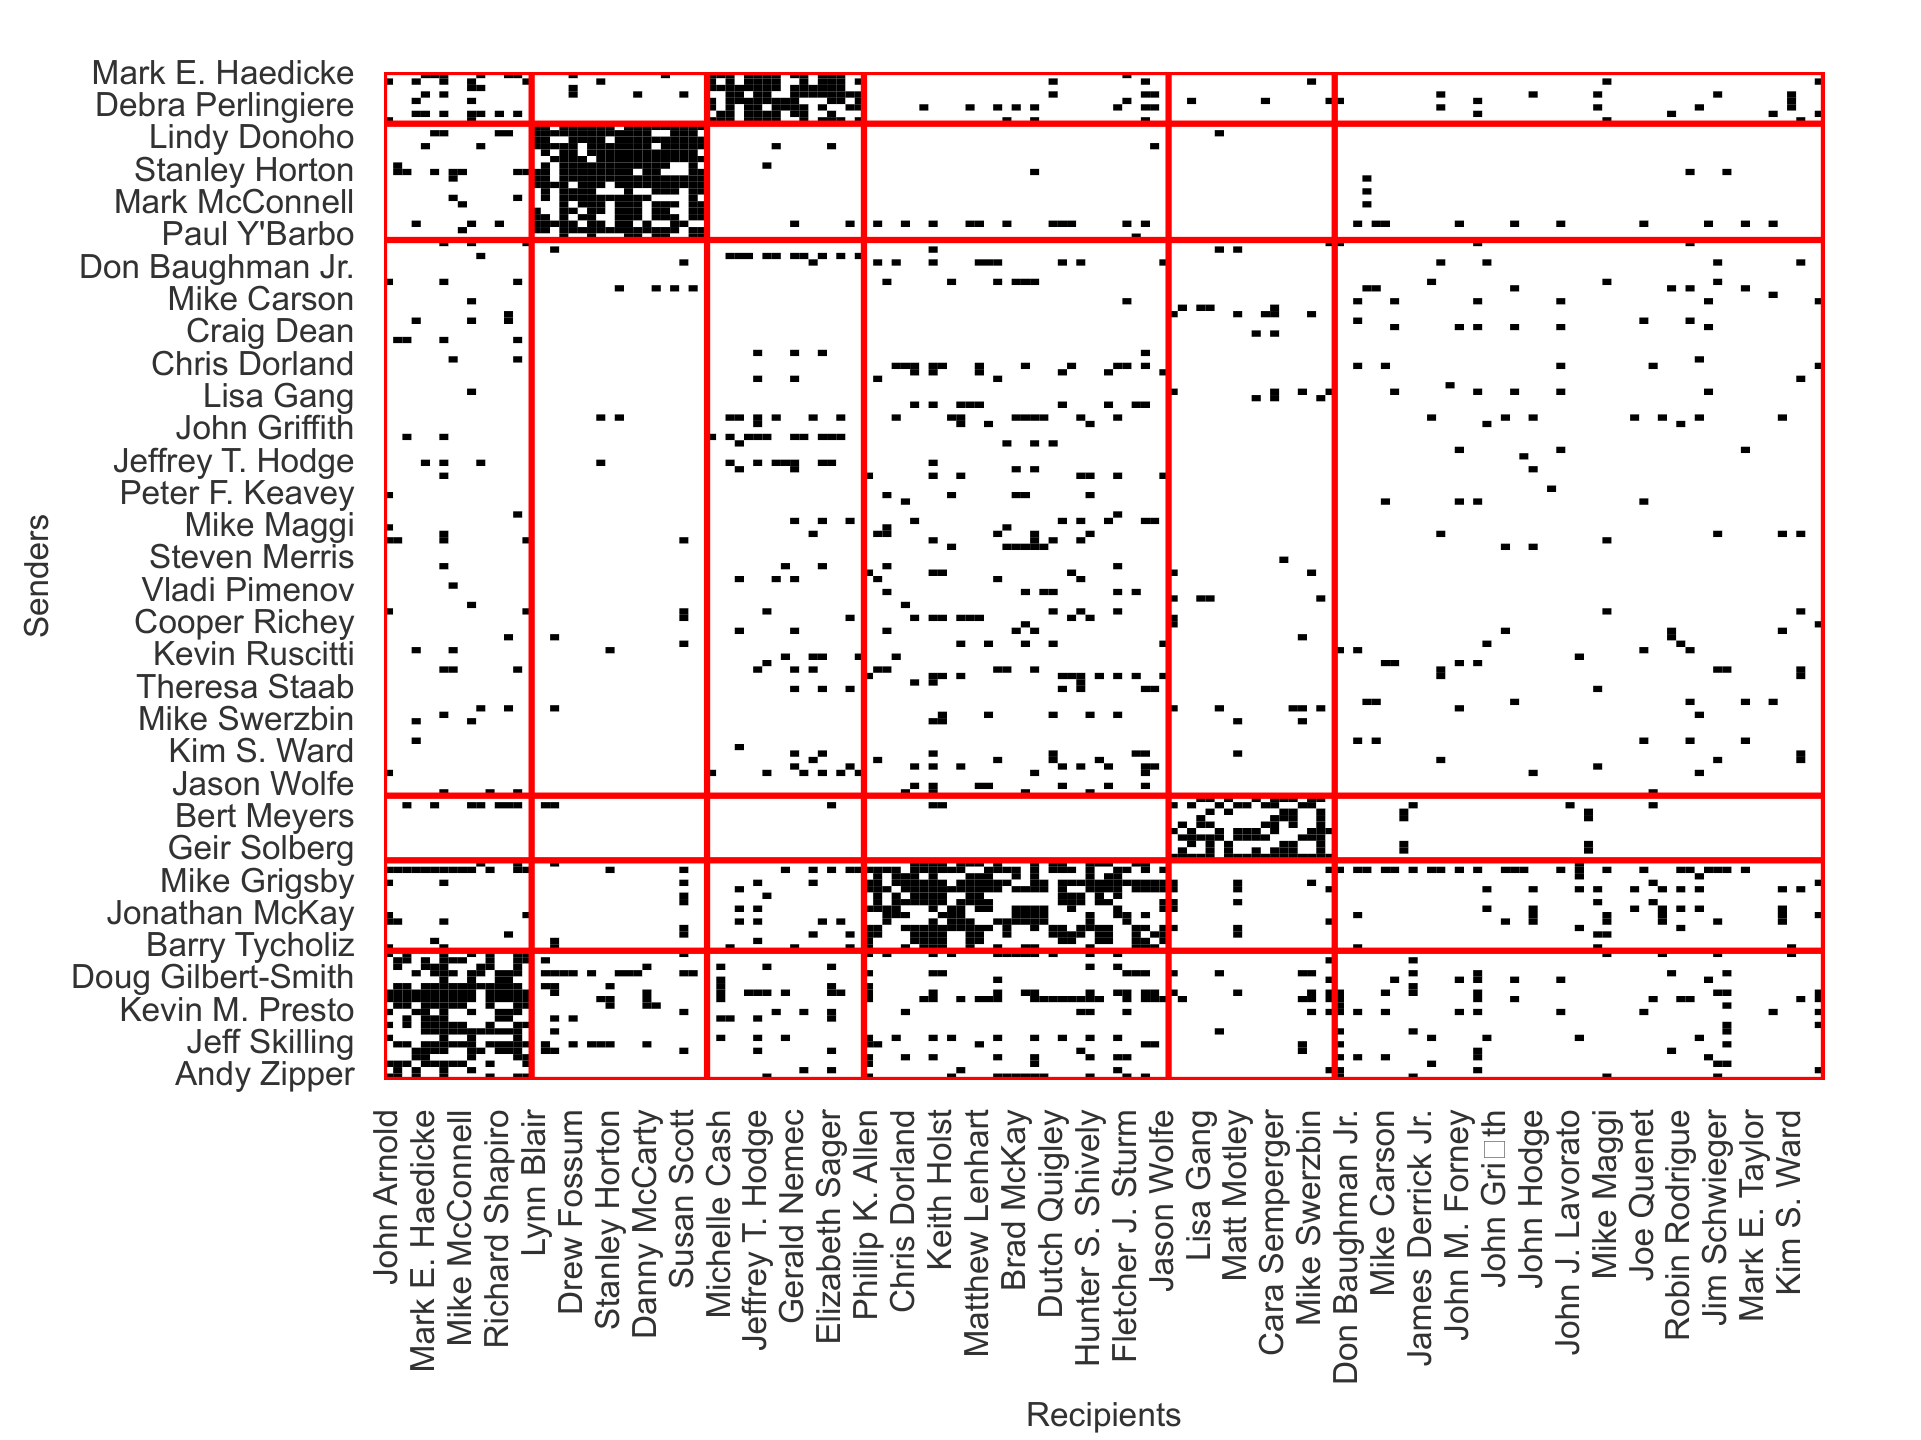 Mark E. Haedicke
Debra Perlingiere
Lindy Donoho
Stanley Horton
Mark McConnell
Paul Y'Barbo
Don Baughman Jr.
Mike Carson
Craig Dean
Chris Dorland
Lisa Gang
John Griffith
Jeffrey T. Hodge
Peter F. Keavey
Mike Maggi
Steven Merris
Vladi Pimenov
Cooper Richey
Kevin Ruscitti
Theresa Staab
Mike Swerzbin
Kim S. Ward
Jason Wolfe
Bert Meyers
Geir Solberg
Mike Grigsby
Jonathan McKay
Barry Tycholiz
Doug Gilbert-Smith
Kevin M. Presto
Jeff Skilling
Andy Zipper
Senders
John Arnold
Mark E. Haedicke
Mike McConnell
Richard Shapiro
Lynn Blair
Drew Fossum
Stanley Horton
Danny McCarty
Susan Scott
Michelle Cash
Jeffrey T. Hodge
Gerald Nemec
Elizabeth Sager
Phillip K. Allen
Chris Dorland
Keith Holst
Matthew Lenhart
Brad McKay
Dutch Quigley
Hunter S. Shively
Fletcher J. Sturm
Jason Wolfe
Lisa Gang
Matt Motley
Cara Semperger
Mike Swerzbin
Don Baughman Jr.
Mike Carson
James Derrick Jr.
John M. Forney
John Gri□th
John Hodge
John J. Lavorato
Mike Maggi
Joe Quenet
Robin Rodrigue
Jim Schwieger
Mark E. Taylor
Kim S. Ward
Recipients